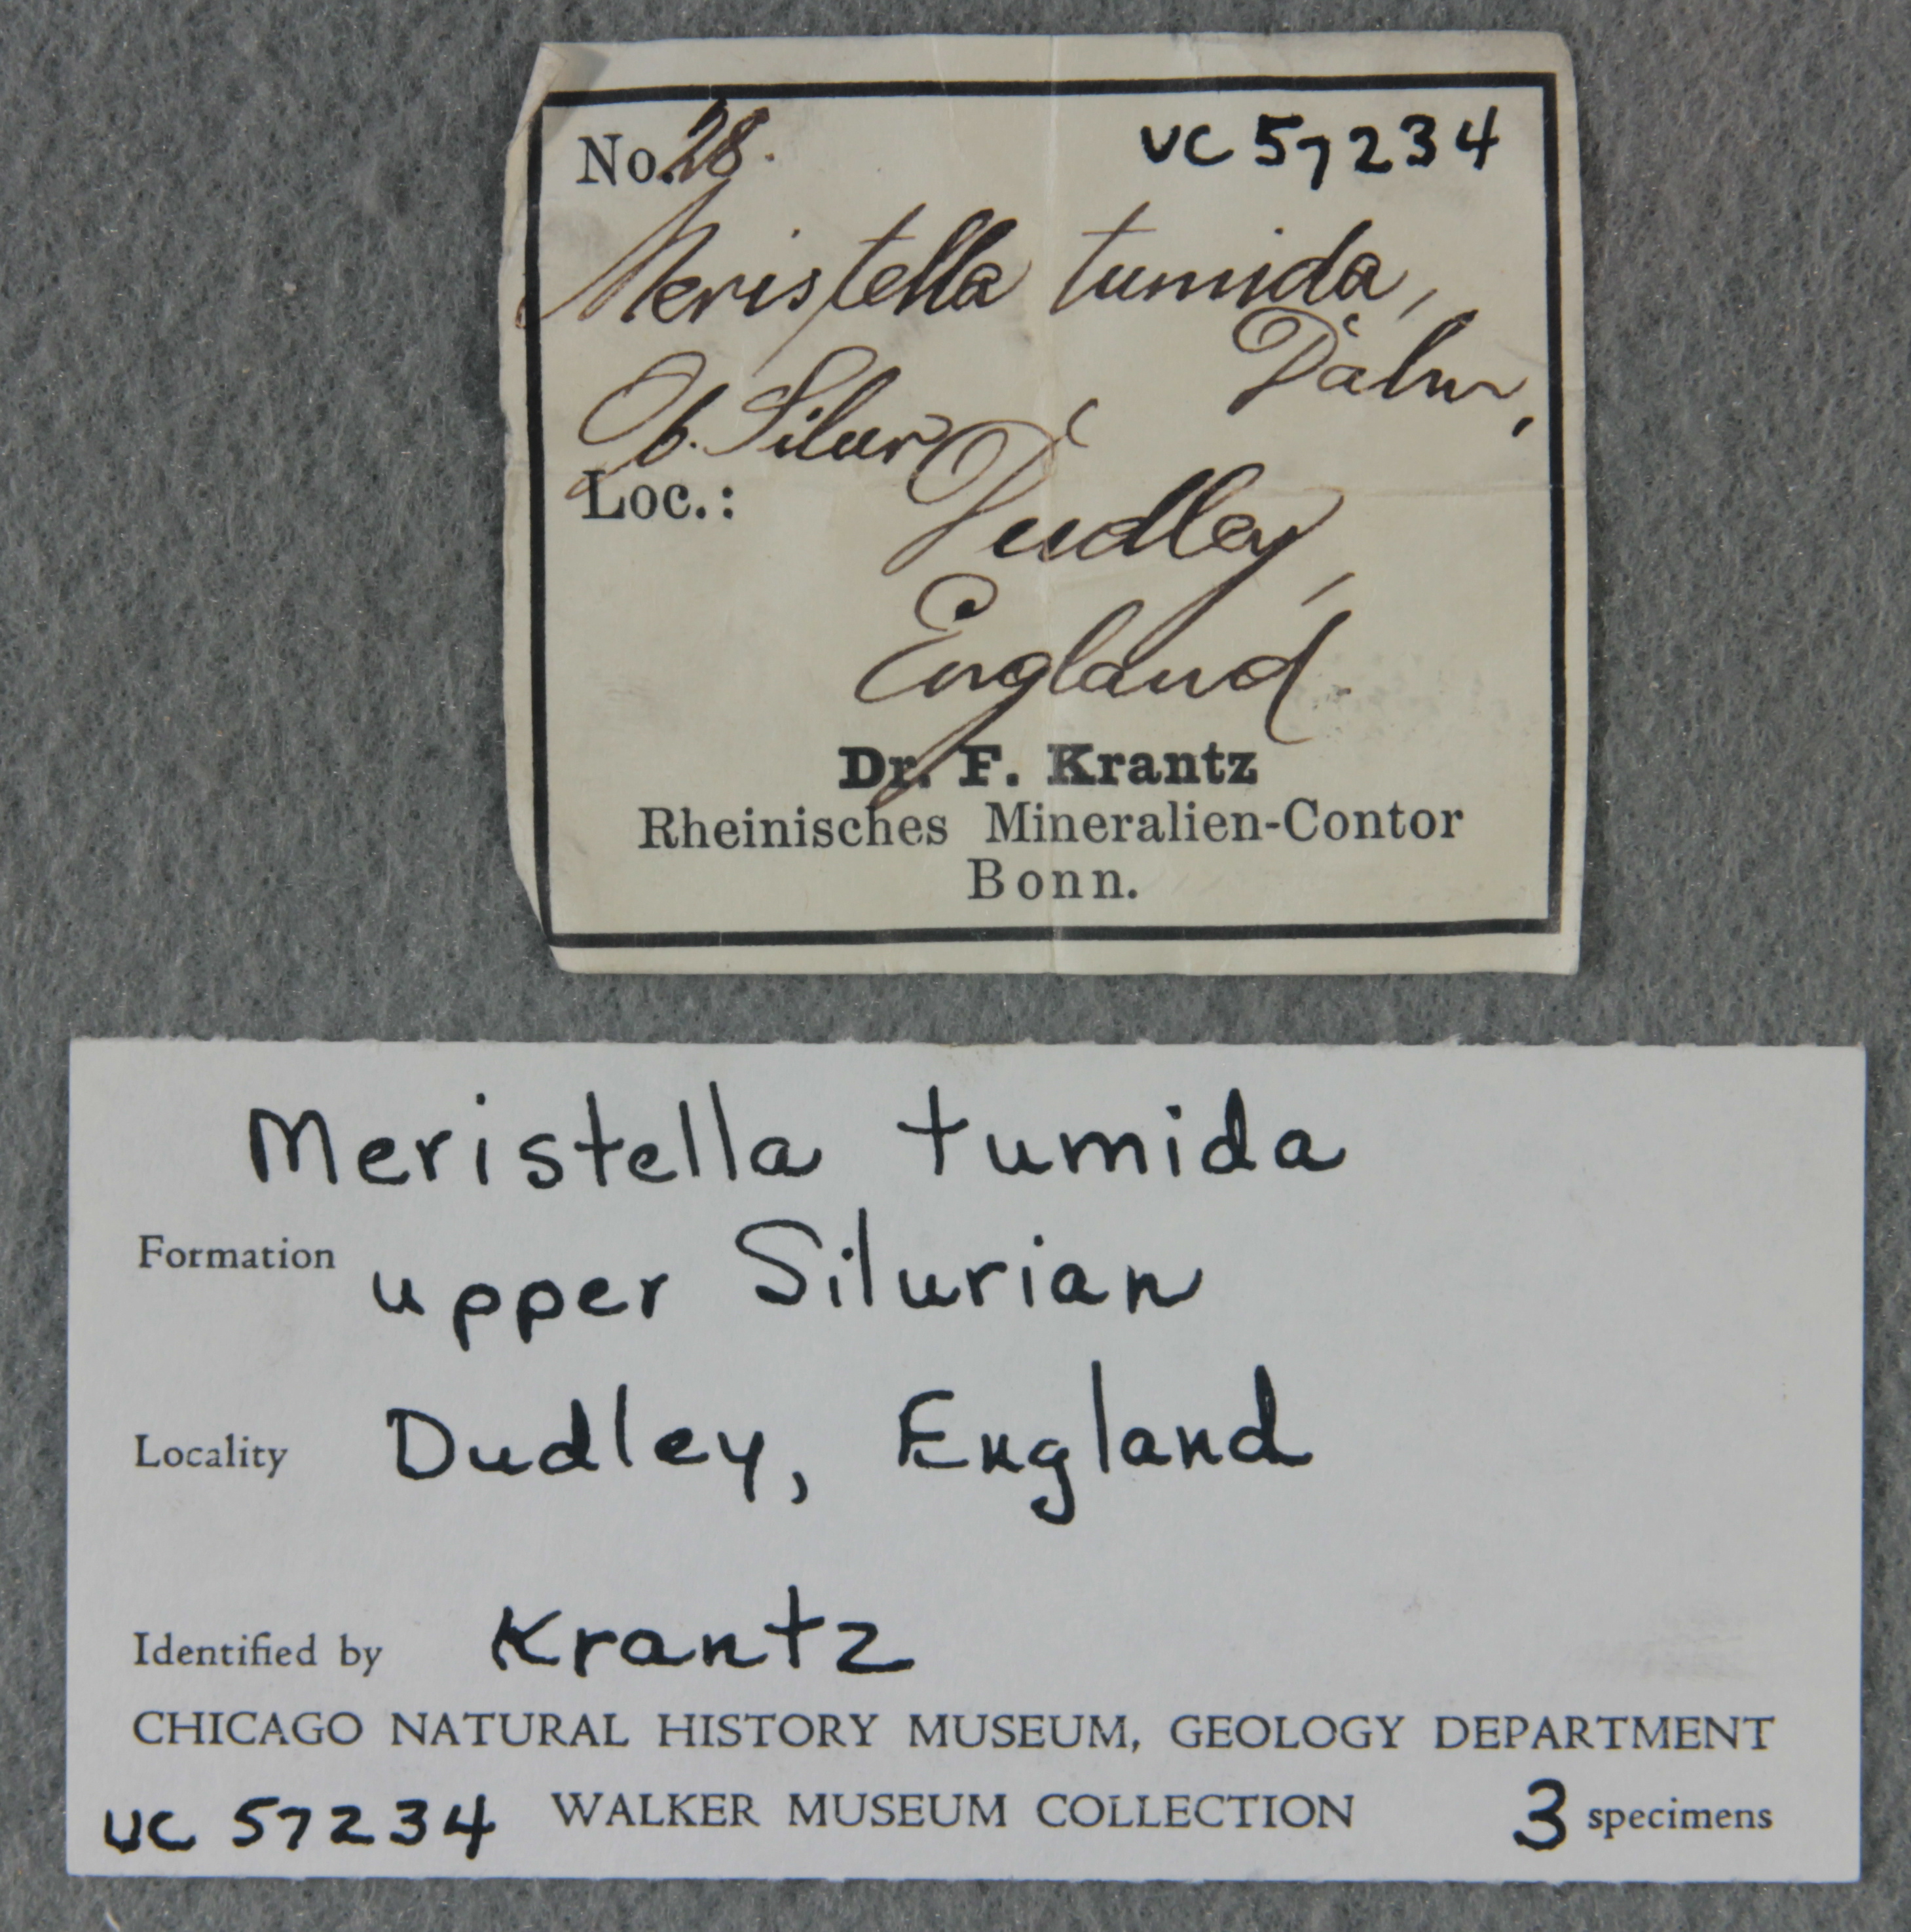 No. 28. UC 57234
Meristella tumida,
Dalm,
Ob. Silur
Loc.: Dudley,
England.
Dr. F. Krantz
Rheinisches Mineralien-Contor
Bonn.
Meristella tumida
Formation upper Silurian
Locality Dudley, England
Identified by Krantz
CHICAGO NATURAL HISTORY MUSEUM, GEOLOGY DEPARTMENT
UC 57234 WALKER MUSEUM COLLECTION 3 specimens